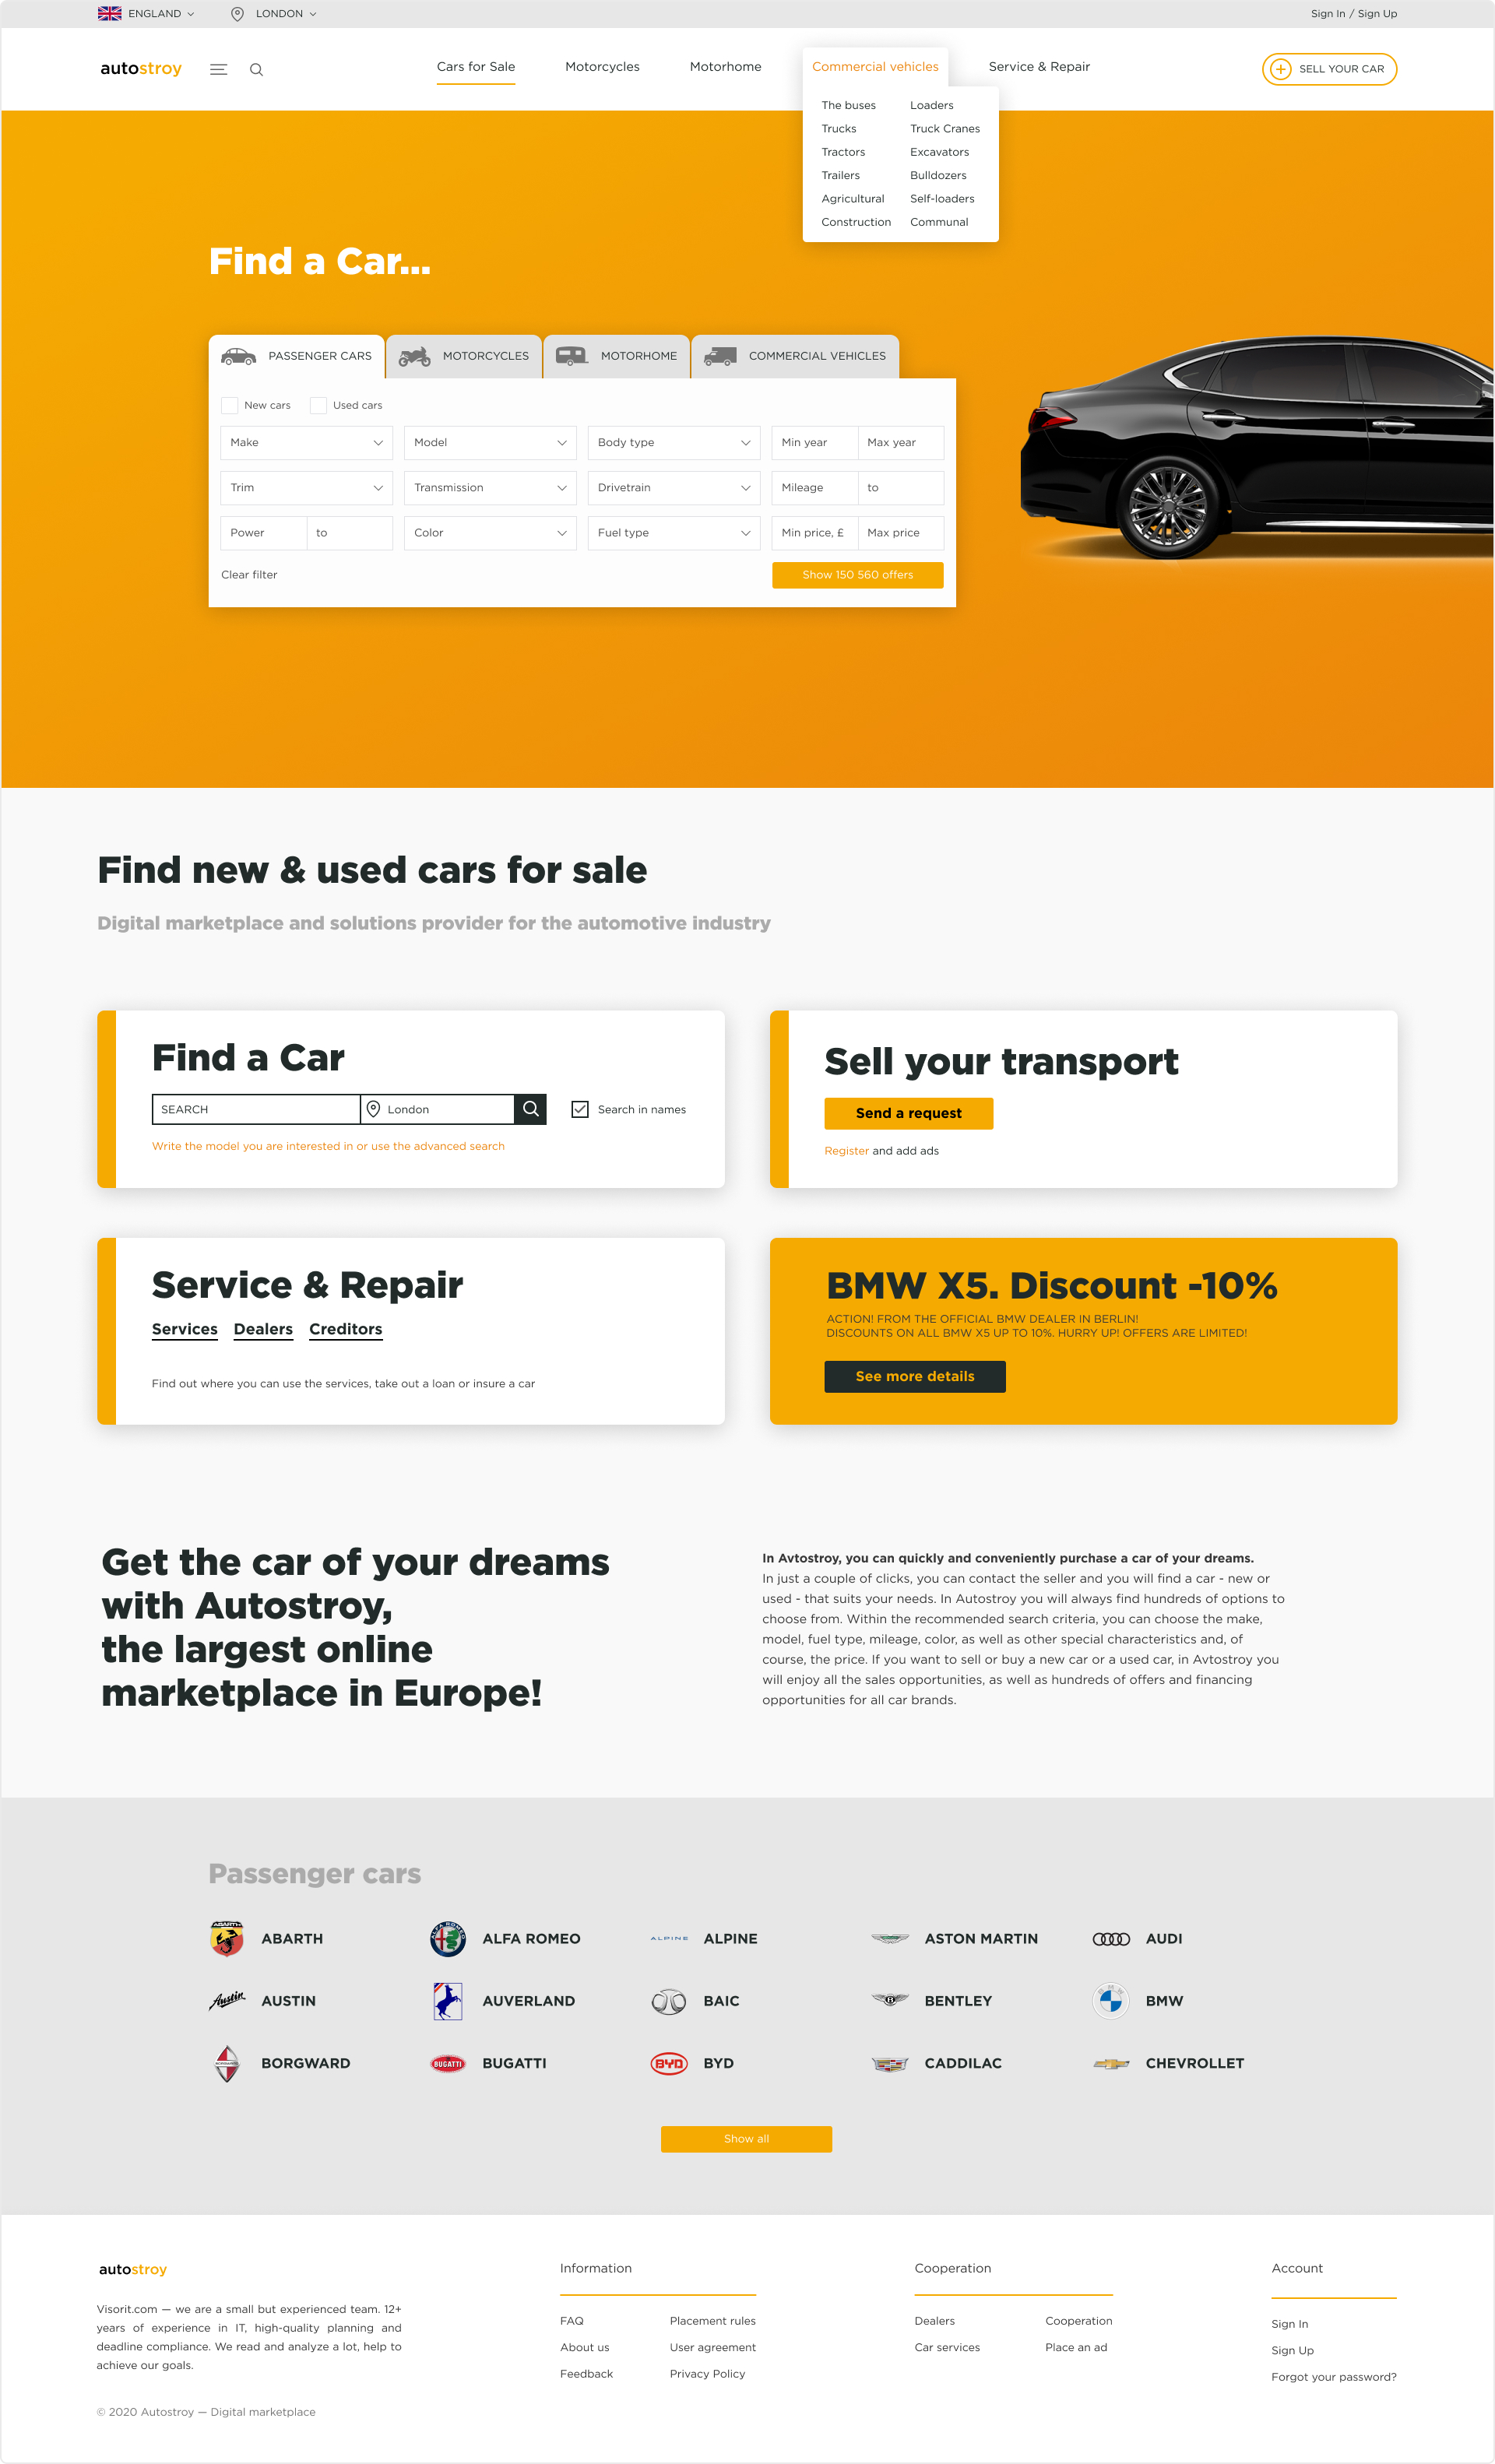 ENGLAND
LONDON
Sign In / Sign Up
autostroy
Cars for Sale
Motorcycles
Motorhome
Commercial vehicles
Service & Repair
SELL YOUR CAR
The buses
Loaders
Trucks
Truck Cranes
Tractors
Excavators
Trailers
Bulldozers
Agricultural
Self-loaders
Construction
Communal
Find a Car...
PASSENGER CARS
MOTORCYCLES
MOTORHOME
COMMERCIAL VEHICLES
New cars
Used cars
Make
Model
Body type
Min year
Max year
Trim
Transmission
Drivetrain
Mileage
to
Power
to
Color
Fuel type
Min price, £
Max price
Clear filter
Show 150 560 offers
Find new & used cars for sale
Digital marketplace and solutions provider for the automotive industry
Find a Car
SEARCH
London
Search in names
Write the model you are interested in or use the advanced search
Sell your transport
Send a request
Register and add ads
Service & Repair
Services
Dealers
Creditors
Find out where you can use the services, take out a loan or insure a car
BMW X5. Discount -10%
ACTION! FROM THE OFFICIAL BMW DEALER IN BERLIN!
DISCOUNTS ON ALL BMW X5 UP TO 10%. HURRY UP! OFFERS ARE LIMITED!
See more details
Get the car of your dreams
with Autostroy,
the largest online
marketplace in Europe!
In Avtostroy, you can quickly and conveniently purchase a car of your dreams.
In just a couple of clicks, you can contact the seller and you will find a car - new or
used - that suits your needs. In Autostroy you will always find hundreds of options to
choose from. Within the recommended search criteria, you can choose the make,
model, fuel type, mileage, color, as well as other special characteristics and, of
course, the price. If you want to sell or buy a new car or a used car, in Avtostroy you
will enjoy all the sales opportunities, as well as hundreds of offers and financing
opportunities for all car brands.
Passenger cars
ABARTH
ABARTH
ALFA ROMEO
ALFA ROMEO
ALPINE
ALPINE
ASTON MARTIN
AUDI
Austin
AUSTIN
AUVERLAND
BAIC
B
BENTLEY
BMW
BMW
BORGWARD
BORGWARD
BUGATTI
BUGATTI
BYD
BYD
CADDILAC
CHEVROLLET
Show all
autostroy
Visorit.com — we are a small but experienced team. 12+
years of experience in IT, high-quality planning and
deadline compliance. We read and analyze a lot, help to
achieve our goals.
© 2020 Autostroy — Digital marketplace
Information
FAQ
Placement rules
About us
User agreement
Feedback
Privacy Policy
Cooperation
Dealers
Cooperation
Car services
Place an ad
Account
Sign In
Sign Up
Forgot your password?